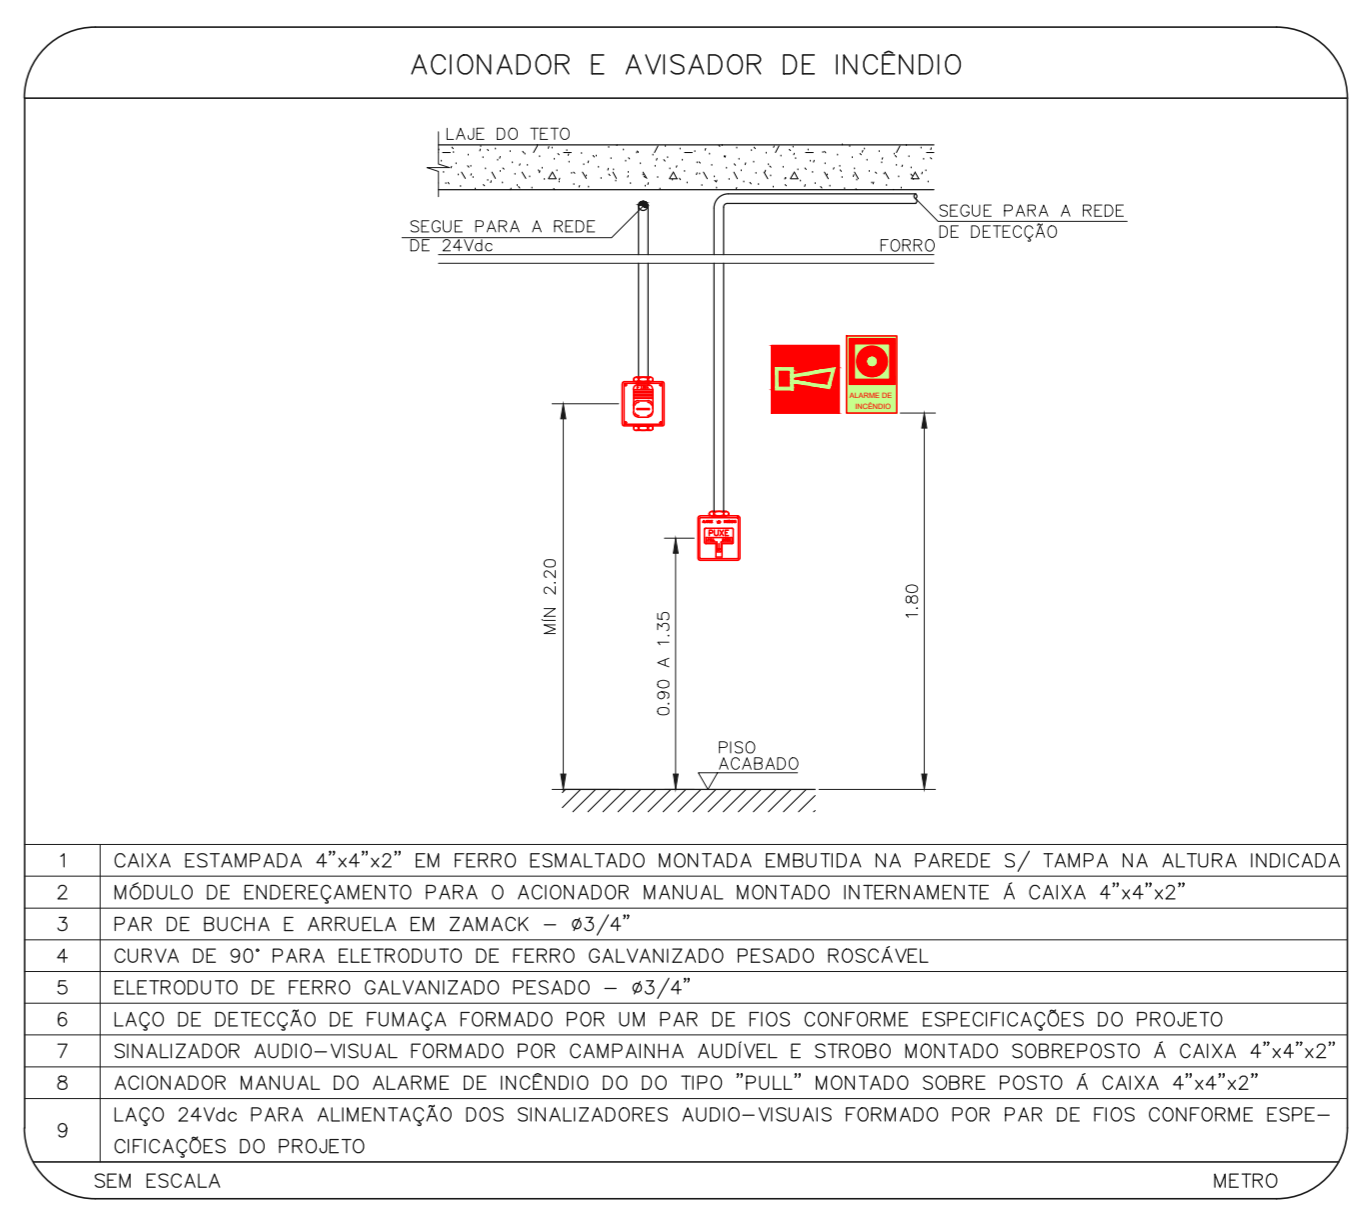 ACIONADOR E AVISADOR DE INCÊNDIO
LAJE DO TETO
SEGUE PARA A REDE
DE 24Vdc
SEGUE PARA A REDE
DE DETECÇÃO
FORRO
ALARME DE
INCÊNDIO
PUXE
MÍN 2.20
0.90 A 1.35
1.80
PISO
ACABADO
1 CAIXA ESTAMPADA 4”x4”x2” EM FERRO ESMALTADO MONTADA EMBUTIDA NA PAREDE S/ TAMPA NA ALTURA INDICADA
2 MÓDULO DE ENDEREÇAMENTO PARA O ACIONADOR MANUAL MONTADO INTERNAMENTE Á CAIXA 4”x4”x2”
3 PAR DE BUCHA E ARRUELA EM ZAMACK – ø3/4”
4 CURVA DE 90° PARA ELETRODUTO DE FERRO GALVANIZADO PESADO ROSCÁVEL
5 ELETRODUTO DE FERRO GALVANIZADO PESADO – ø3/4”
6 LAÇO DE DETECÇÃO DE FUMAÇA FORMADO POR UM PAR DE FIOS CONFORME ESPECIFICAÇÕES DO PROJETO
7 SINALIZADOR AUDIO–VISUAL FORMADO POR CAMPAINHA AUDÍVEL E STROBO MONTADO SOBREPOSTO Á CAIXA 4”x4”x2”
8 ACIONADOR MANUAL DO ALARME DE INCÊNDIO DO DO TIPO ”PULL” MONTADO SOBRE POSTO Á CAIXA 4”x4”x2”
9 LAÇO 24Vdc PARA ALIMENTAÇÃO DOS SINALIZADORES AUDIO–VISUAIS FORMADO POR PAR DE FIOS CONFORME ESPE–
CIFICAÇÕES DO PROJETO
SEM ESCALA
METRO